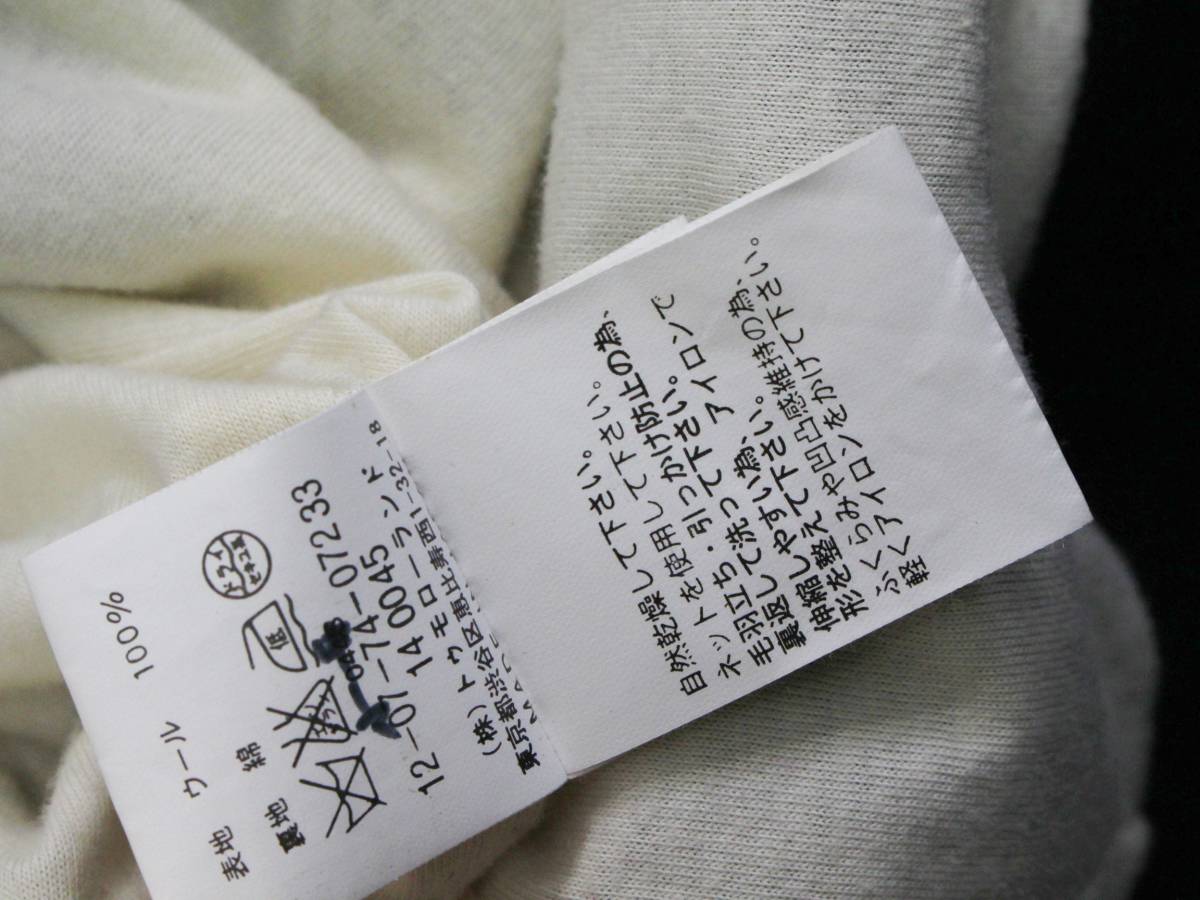 表地 ウール 100%
裏地 綿
低
ドライ
セキユ系
12-07-74-07233
14 0045
(株)トゥモローランド
東京都渋谷区恵比寿西1-32-18
自然乾燥して下さい。
ネットを使用して下さい。
毛羽立ち・引っかけ防止の為、
裏返して洗って下さい。
伸縮しやすい為、アイロンで
形を整えて下さい。
ふくらみや凹凸感維持の為、
軽くアイロンをかけて下さい。